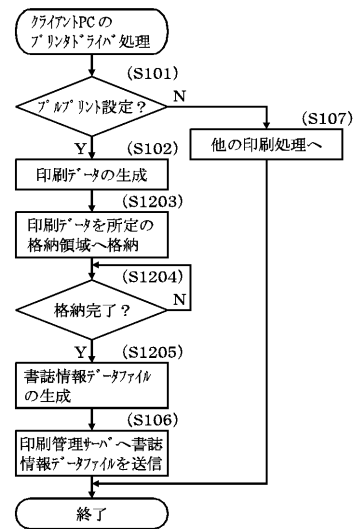 ｸﾗｲｱﾝﾄPCの
ﾌﾟﾘﾝﾀﾄﾞﾗｲﾊﾞ処理
(S101)
ﾌﾟﾙﾌﾟﾘﾝﾄ設定？
N
(S107)
他の印刷処理へ
Y
(S102)
印刷ﾃﾞｰﾀの生成
(S1203)
印刷ﾃﾞｰﾀを所定の
格納領域へ格納
(S1204)
格納完了？
N
Y
(S1205)
書誌情報ﾃﾞｰﾀﾌｧｲﾙ
の生成
(S106)
印刷管理ｻｰﾊﾞへ書誌
情報ﾃﾞｰﾀﾌｧｲﾙを送信
終了